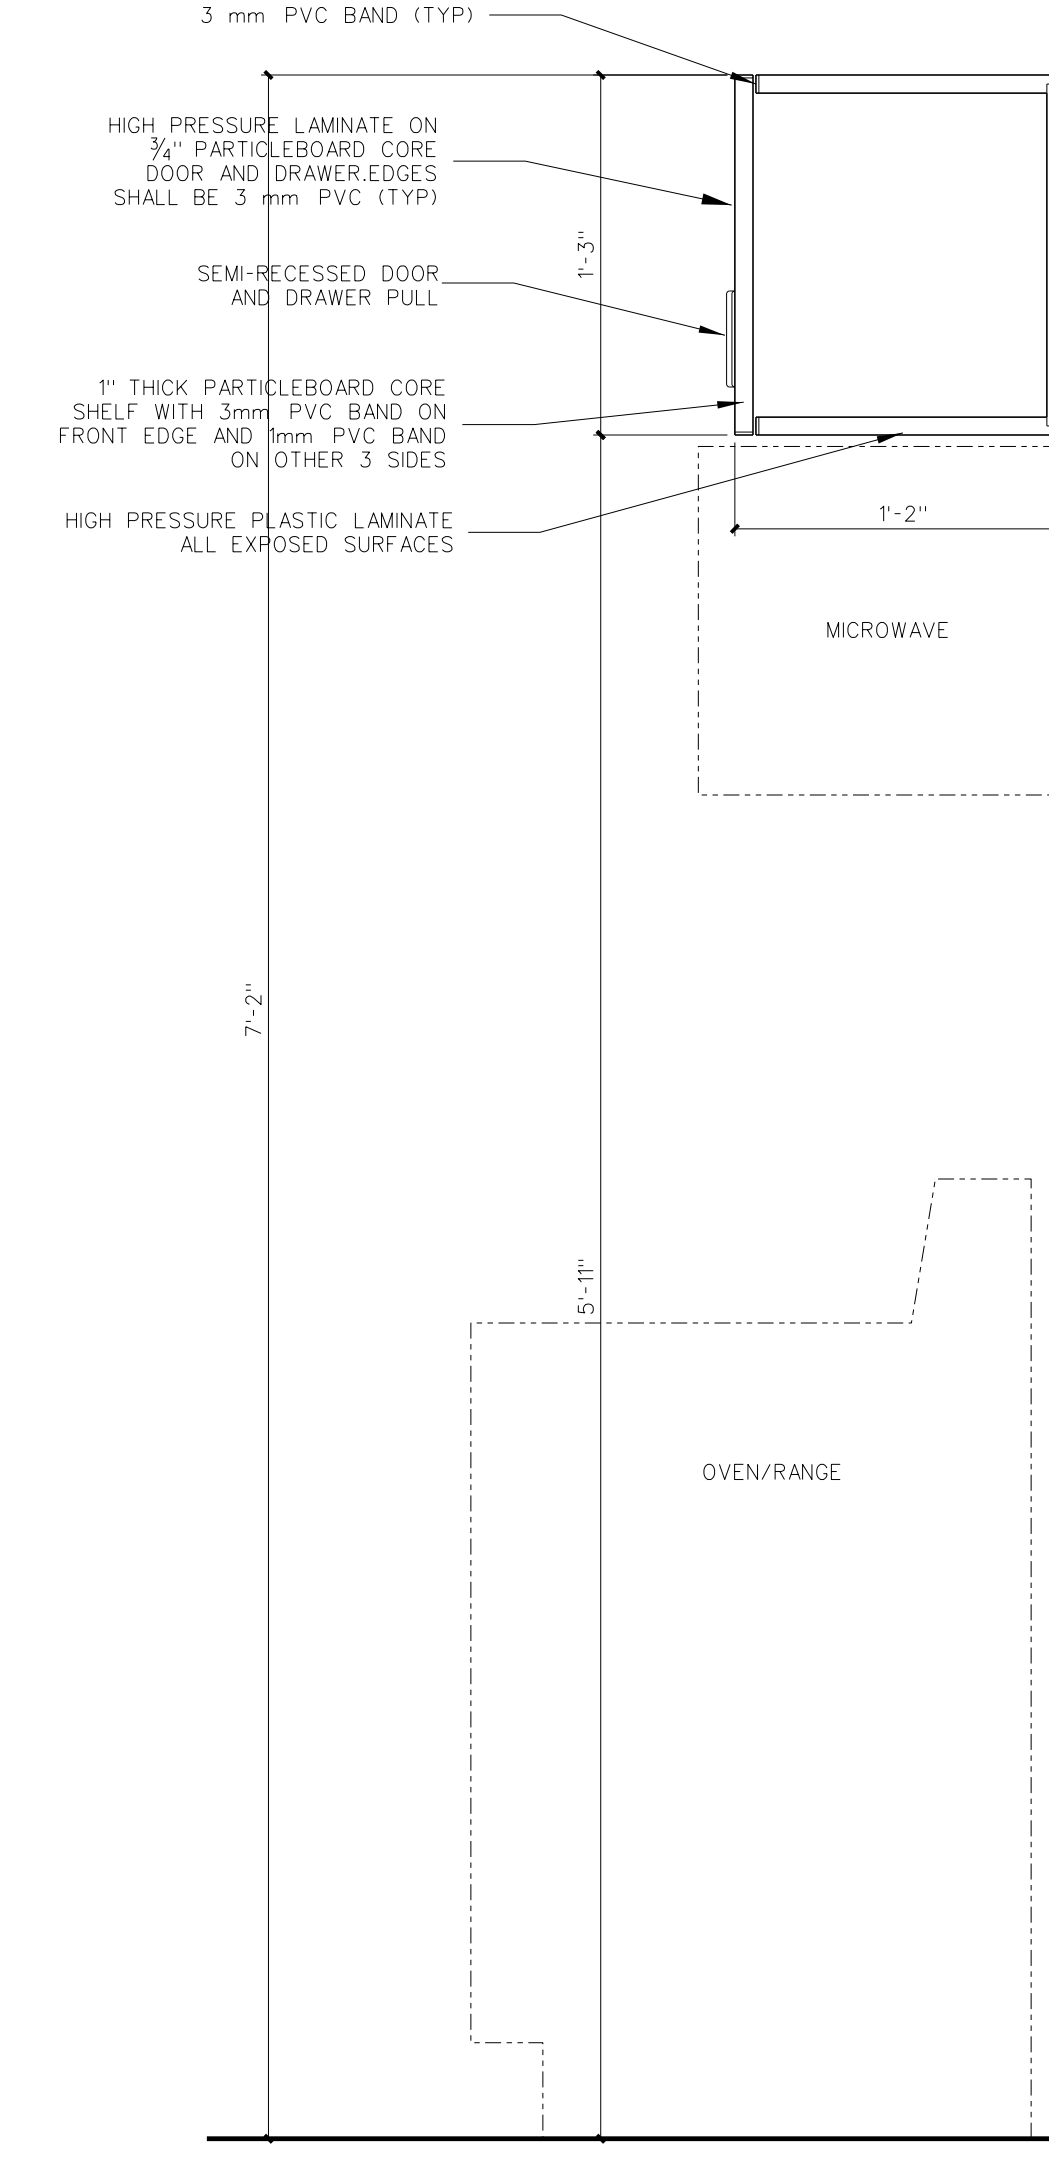 3 mm PVC BAND (TYP)
HIGH PRESSURE LAMINATE ON
¾" PARTICLEBOARD CORE
DOOR AND DRAWER.EDGES
SHALL BE 3 mm PVC (TYP)
1'-3"
SEMI-RECESSED DOOR
AND DRAWER PULL
1" THICK PARTICLEBOARD CORE
SHELF WITH 3mm PVC BAND ON
FRONT EDGE AND 1mm PVC BAND
ON OTHER 3 SIDES
HIGH PRESSURE PLASTIC LAMINATE
ALL EXPOSED SURFACES
1'-2"
MICROWAVE
7'-2"
5'-11"
OVEN/RANGE